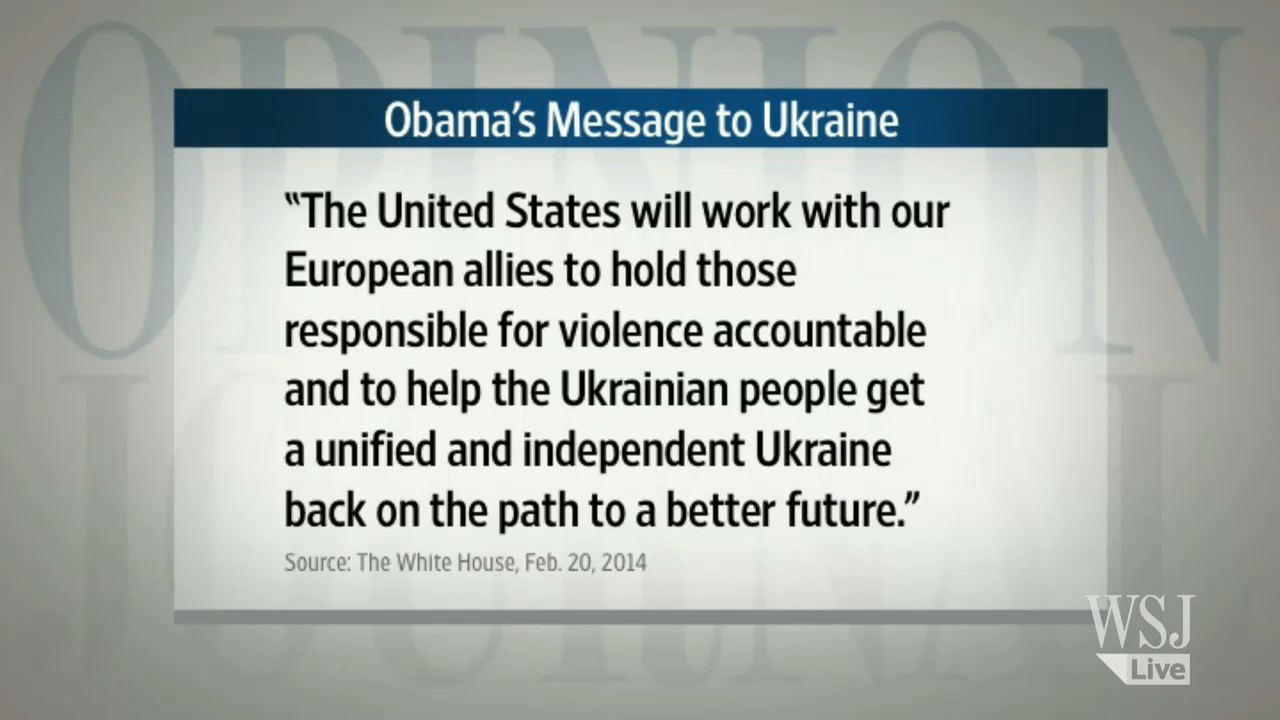 OPINION
JOURNAL
Obama's Message to Ukraine
“The United States will work with our
European allies to hold those
responsible for violence accountable
and to help the Ukrainian people get
a unified and independent Ukraine
back on the path to a better future.”
Source: The White House, Feb. 20, 2014
WSJ
Live